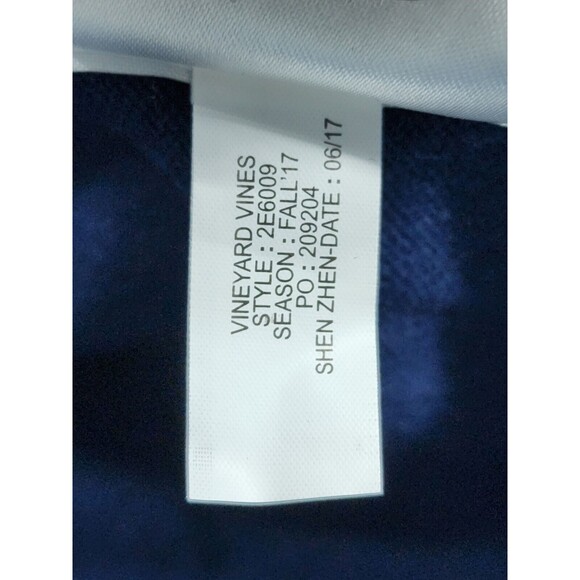 VINEYARD VINES
STYLE : 2E6009
SEASON : FALL'17
PO : 209204
SHEN ZHEN-DATE : 06/17